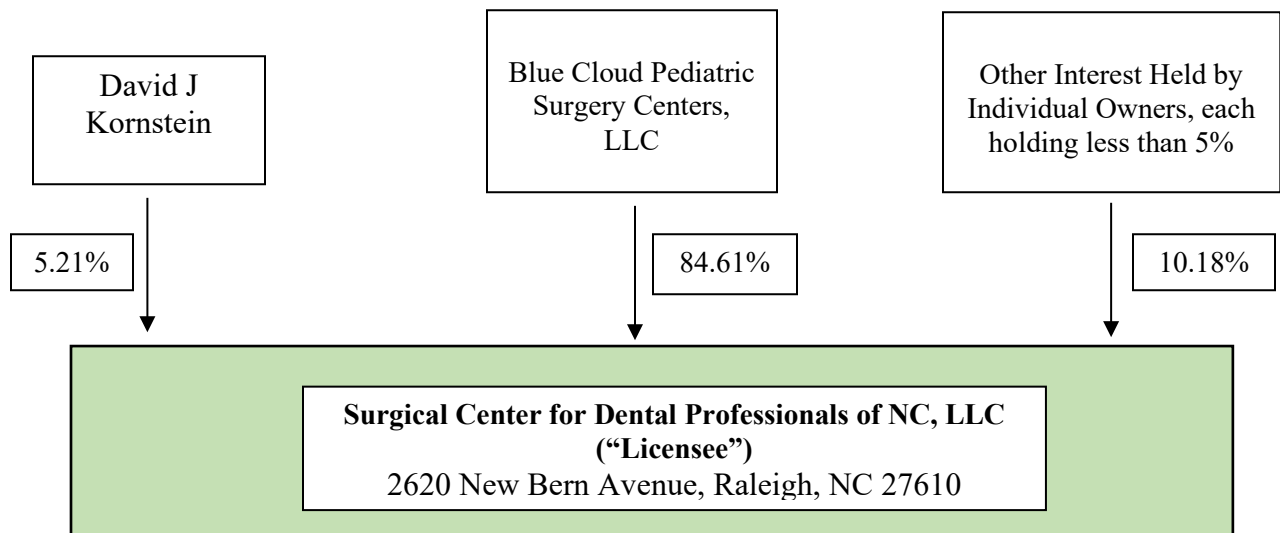 David J
Kornstein
Blue Cloud Pediatric
Surgery Centers,
LLC
Other Interest Held by
Individual Owners, each
holding less than 5%
5.21%
84.61%
10.18%
Surgical Center for Dental Professionals of NC, LLC
(“Licensee”)
2620 New Bern Avenue, Raleigh, NC 27610